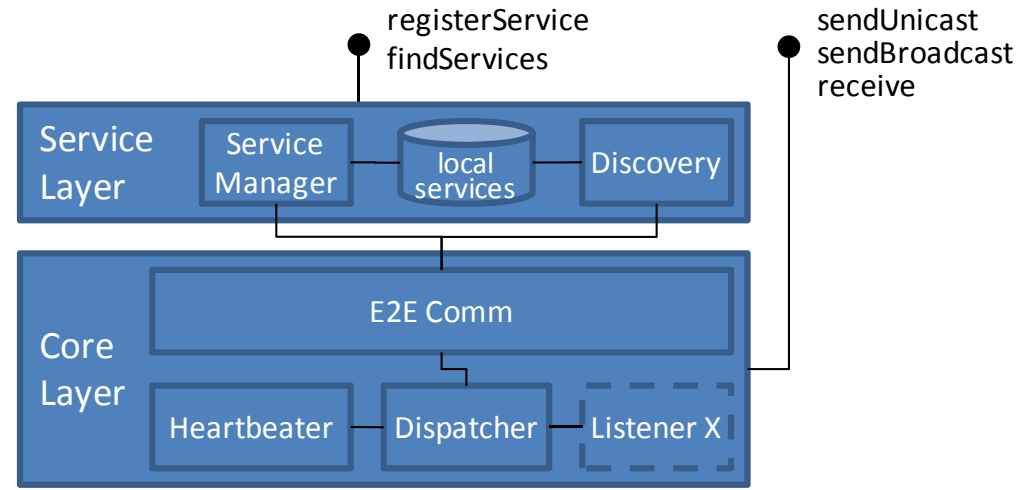 registerService
findServices
sendUnicast
sendBroadcast
receive
Service
Layer
Service
Manager
local
services
Discovery
E2E Comm
Core
Layer
Heartbeater
Dispatcher
Listener X